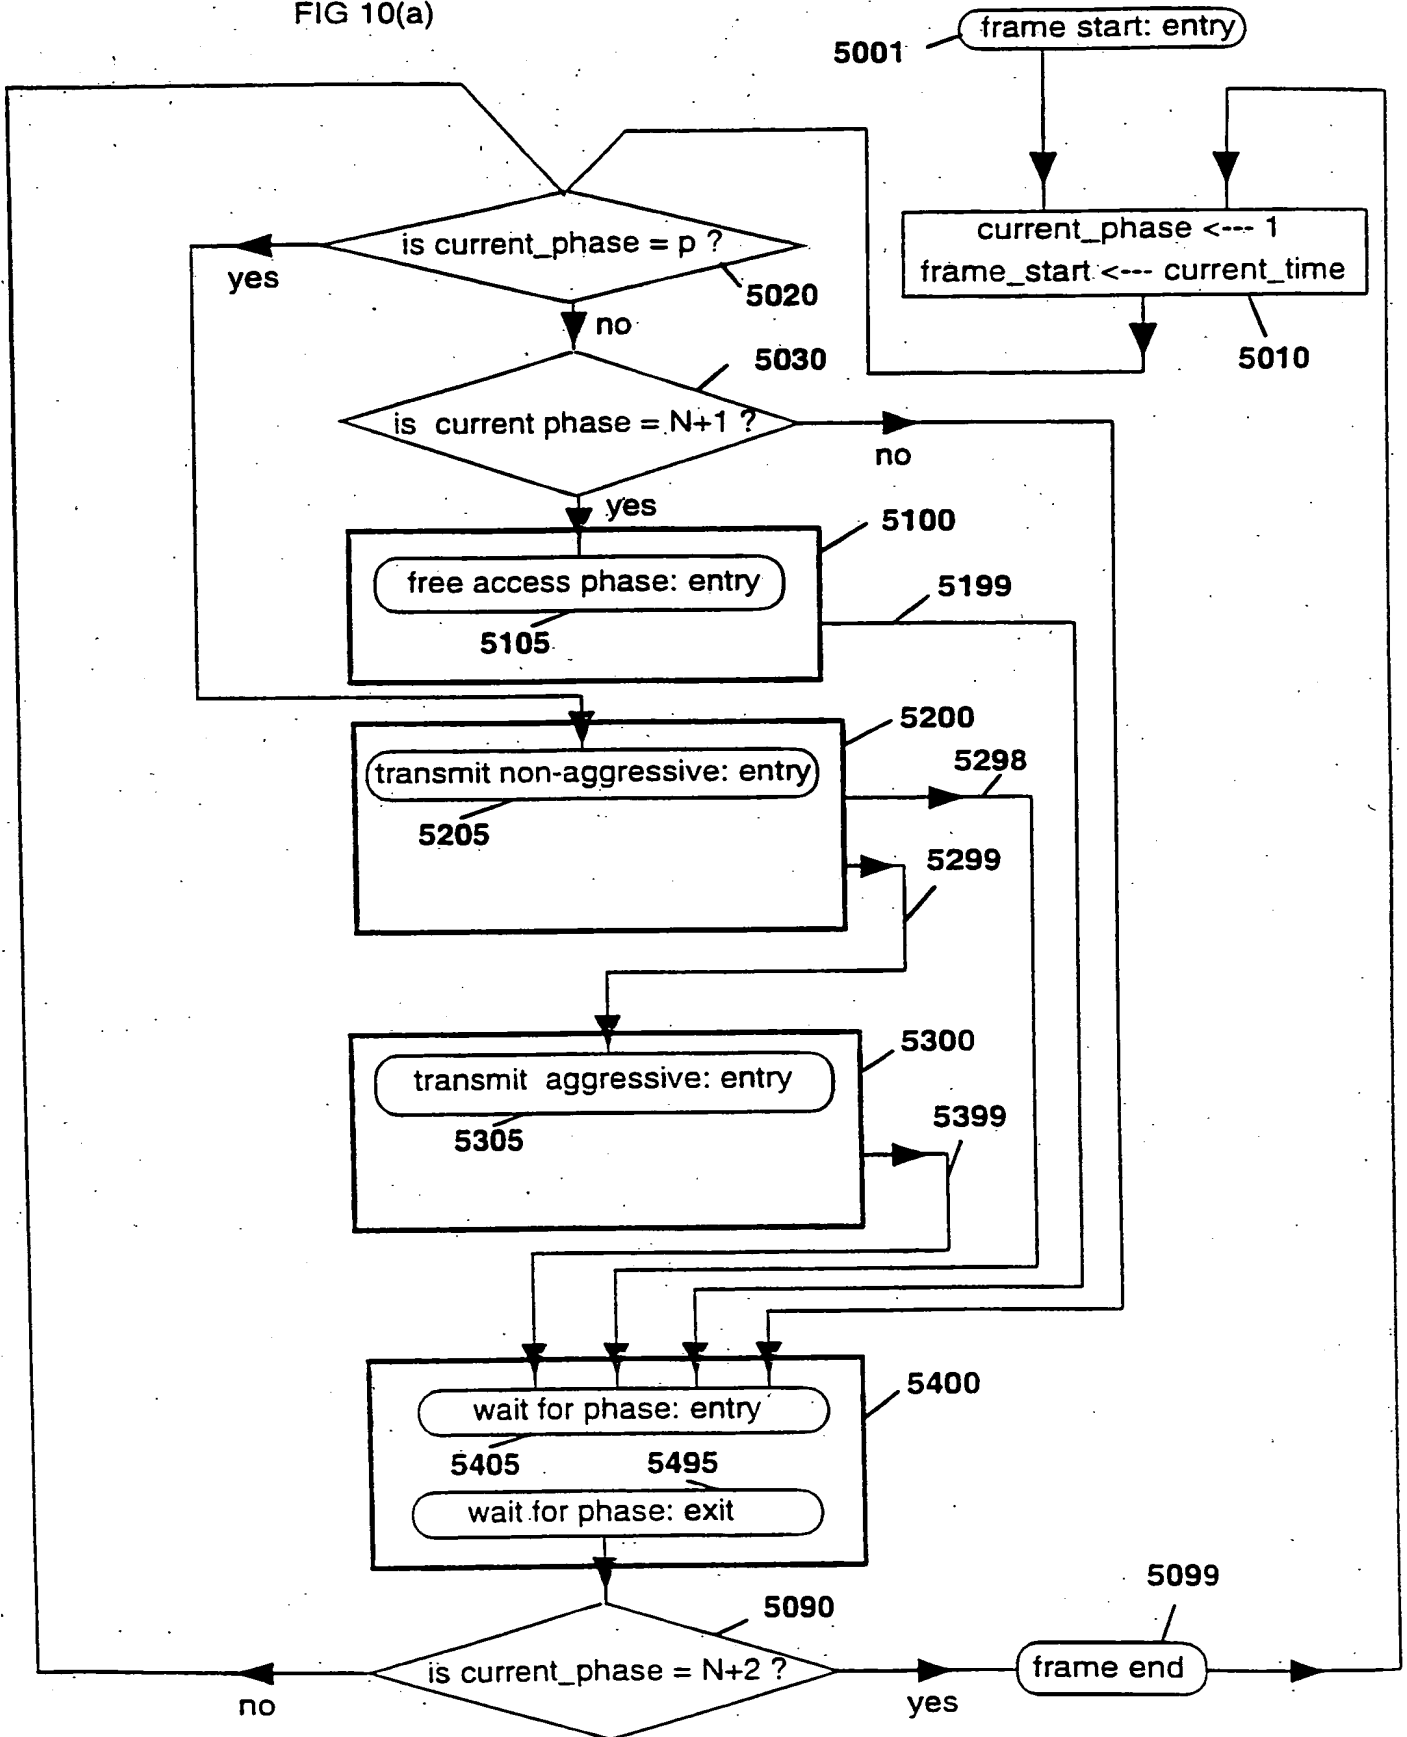 FIG 10(a)
frame start: entry
5001
current_phase <--- 1
frame_start <--- current_time
5010
is current_phase = p ?
yes
5020
no
5030
is current phase = N+1 ?
no
yes
5100
free access phase: entry
5199
5105
5200
5298
transmit non-aggressive: entry
5205
5299
5300
transmit aggressive: entry
5399
5305
5400
wait for phase: entry
5405
5495
wait for phase: exit
5099
5090
is current_phase = N+2 ?
frame end
no
yes